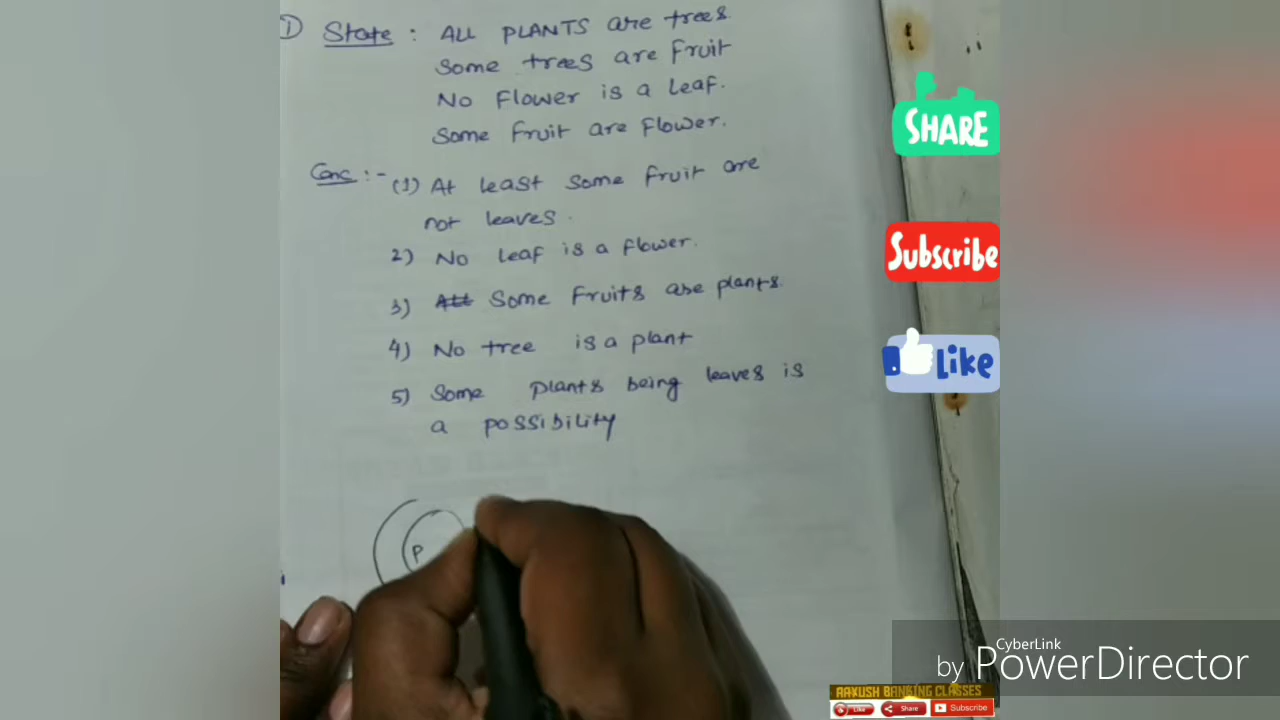 1) State : ALL PLANTS are trees.
Some trees are fruit
No Flower is a Leaf.
Some fruit are flower.
Conc :- (1) At least some fruit are
not leaves.
2) No leaf is a flower.
3) All Some Fruits are plants.
4) No tree is a plant
5) Some plants being leaves is
a possibility
P
SHARE
Subscribe
Like
CyberLink
by PowerDirector
AAKUSH BANKING CLASSES
Like Share Subscribe